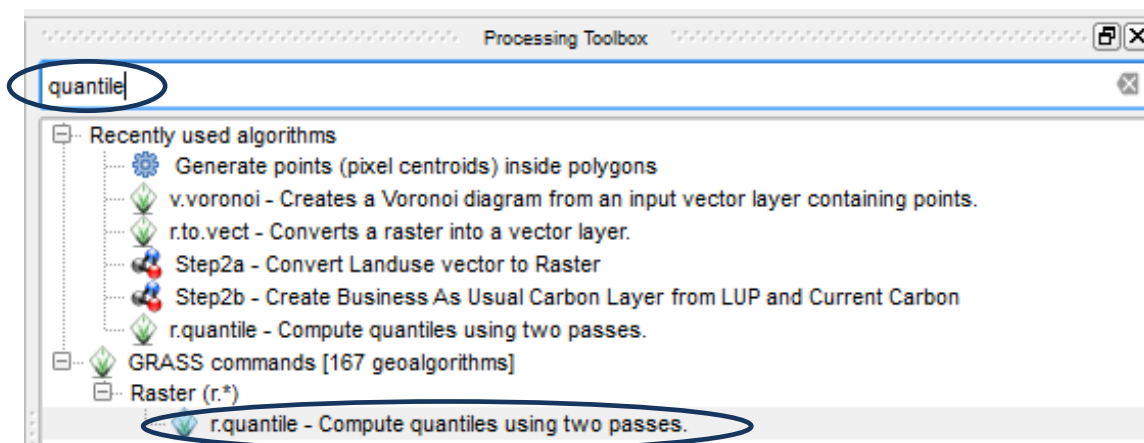 Processing Toolbox
quantile
Recently used algorithms
Generate points (pixel centroids) inside polygons
v.voronoi - Creates a Voronoi diagram from an input vector layer containing points.
r.to.vect - Converts a raster into a vector layer.
Step2a - Convert Landuse vector to Raster
Step2b - Create Business As Usual Carbon Layer from LUP and Current Carbon
r.quantile - Compute quantiles using two passes.
GRASS commands [167 geoalgorithms]
Raster (r.*)
r.quantile - Compute quantiles using two passes.